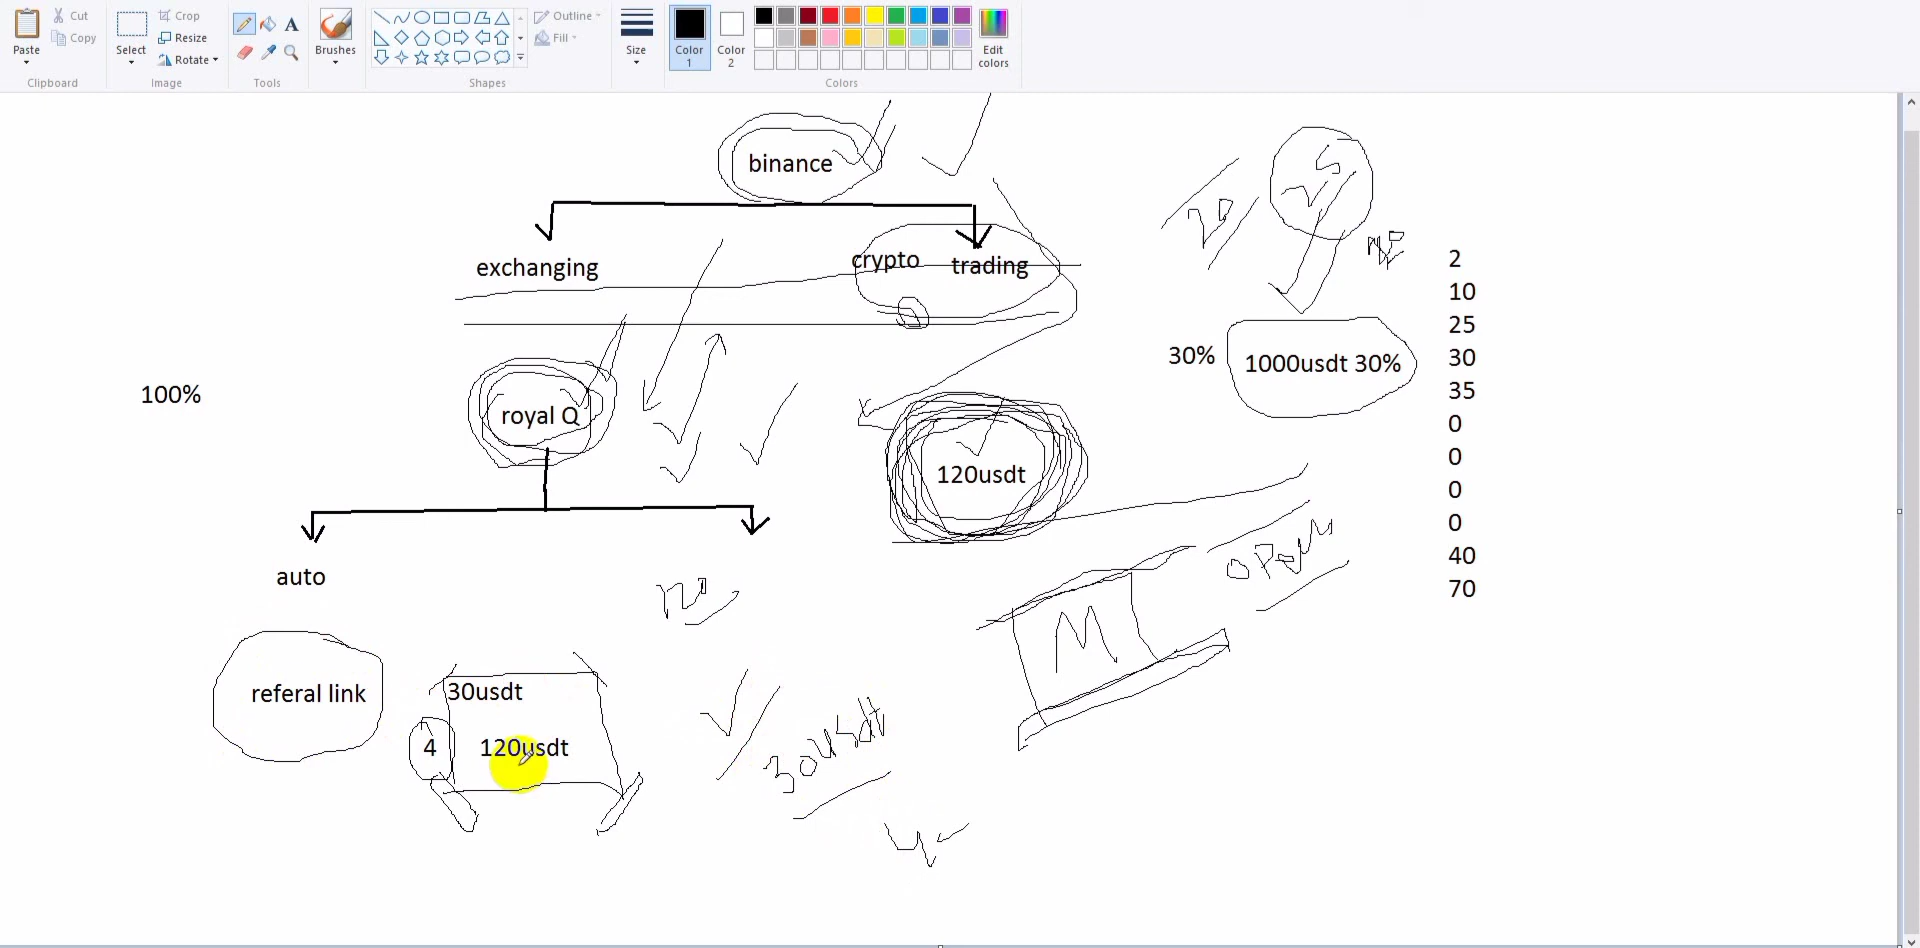 Paste
Cut
Copy
Clipboard
Select
Crop
Resize
Rotate
Image
Tools
Brushes
Shapes
Outline
Fill
Size
Color 1
Color 2
Colors
Edit colors
binance
exchanging
crypto
trading
royal Q
100%
auto
referal link
30usdt
4
120usdt
120usdt
30usdt
M
S
30%
1000usdt 30%
2
10
25
30
35
0
0
0
0
40
70